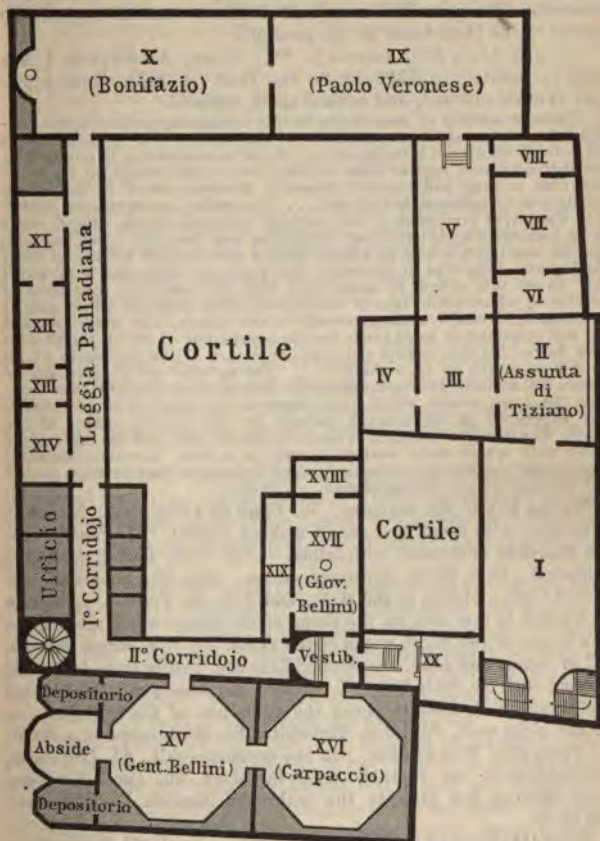 X
(Bonifazio)
IX
(Paolo Veronese)
VIII
VII
V
VI
XI
XII
XIII
XIV
Loggia Palladiana
Cortile
IV
III
II
(Assunta
di
Tiziano)
XVIII
XVII
(Giov.
Bellini)
XIX
Cortile
I
Ufficio
I° Corridojo
II° Corridojo
Vestib.
XX
Depositorio
Abside
XV
(Gent. Bellini)
XVI
(Carpaccio)
Depositorio